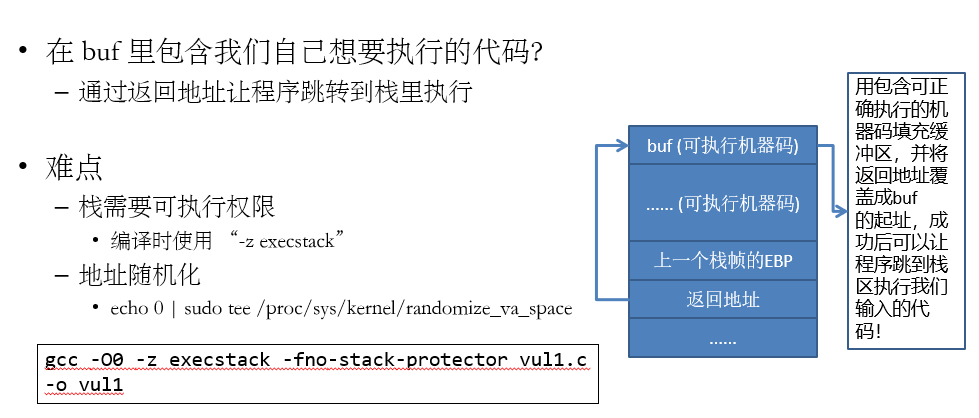 • 在 buf 里包含我们自己想要执行的代码?
– 通过返回地址让程序跳转到栈里执行
• 难点
– 栈需要可执行权限
• 编译时使用 “-z execstack”
– 地址随机化
• echo 0 | sudo tee /proc/sys/kernel/randomize_va_space
gcc -O0 -z execstack -fno-stack-protector vul1.c
-o vul1
buf (可执行机器码)
...... (可执行机器码)
上一个栈帧的EBP
返回地址
......
用包含可正
确执行的机
器码填充缓
冲区，并将
返回地址覆
盖成buf
的起址，成
功后可以让
程序跳到栈
区执行我们
输入的代
码！